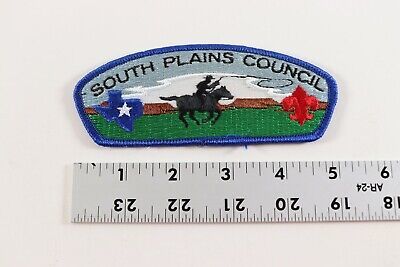 SOUTH PLAINS COUNCIL
1 2 3 4 5 6
AR-24
23 22 21 20 19 18